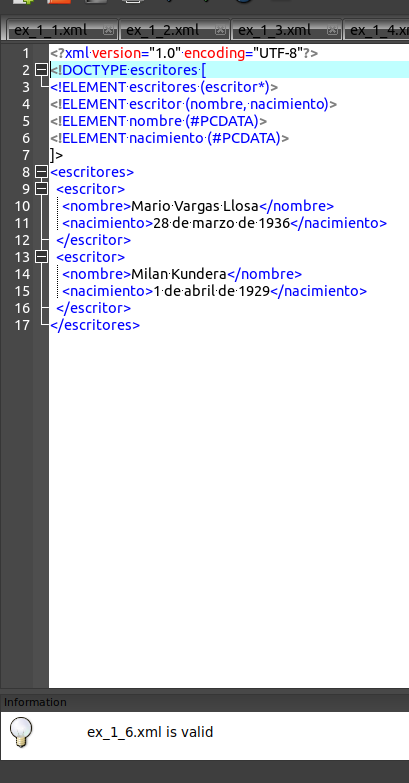 ex_1_1.xml ex_1_2.xml ex_1_3.xml ex_1_4.x
1 <?xml version="1.0" encoding="UTF-8"?>
2 <!DOCTYPE escritores [
3 <!ELEMENT escritores (escritor*)>
4 <!ELEMENT escritor (nombre, nacimiento)>
5 <!ELEMENT nombre (#PCDATA)>
6 <!ELEMENT nacimiento (#PCDATA)>
7 ]>
8 <escritores>
9 <escritor>
10 <nombre>Mario Vargas Llosa</nombre>
11 <nacimiento>28 de marzo de 1936</nacimiento>
12 </escritor>
13 <escritor>
14 <nombre>Milan Kundera</nombre>
15 <nacimiento>1 de abril de 1929</nacimiento>
16 </escritor>
17 </escritores>
Information
ex_1_6.xml is valid